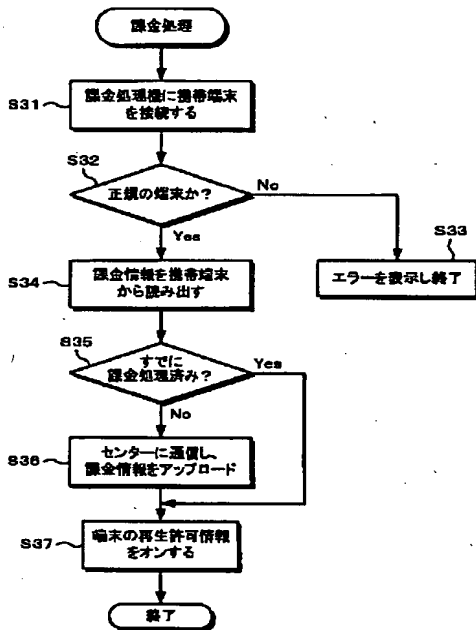 課金処理
S31
課金処理機に携帯端末
を接続する
S32
正規の端末か?
No
Yes
S33
エラーを表示し終了
S34
課金情報を携帯端末
から読み出す
S35
すでに
課金処理済み?
Yes
No
S36
センターに通信し、
課金情報をアップロード
S37
端末の再生許可情報
をオンする
終了